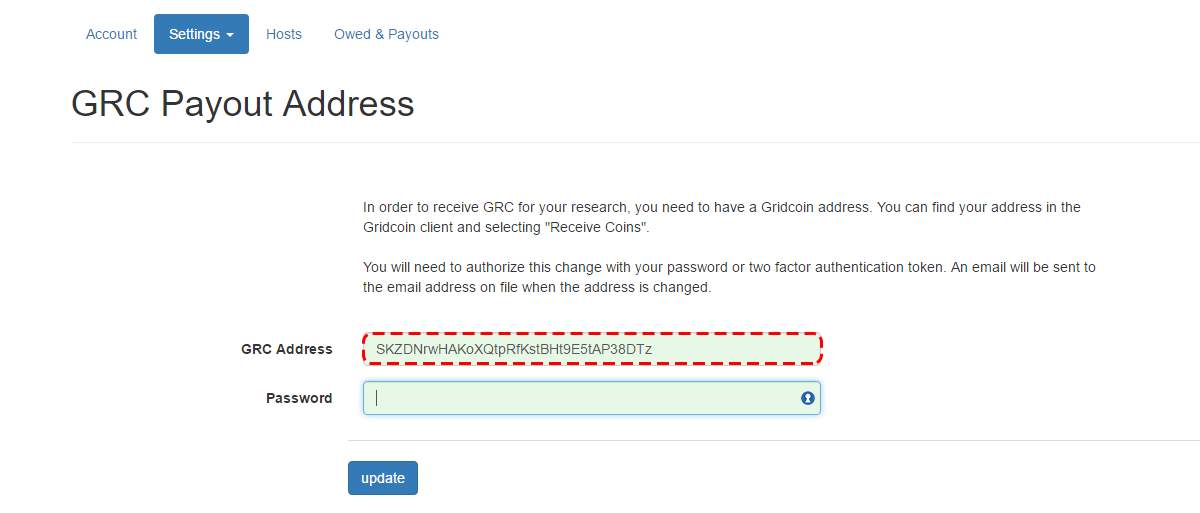 Account Settings Hosts Owed & Payouts
GRC Payout Address
In order to receive GRC for your research, you need to have a Gridcoin address. You can find your address in the
Gridcoin client and selecting "Receive Coins".
You will need to authorize this change with your password or two factor authentication token. An email will be sent to
the email address on file when the address is changed.
GRC Address SKZDNrwHAKoXQtpRfKstBHt9E5tAP38DTz
Password
update